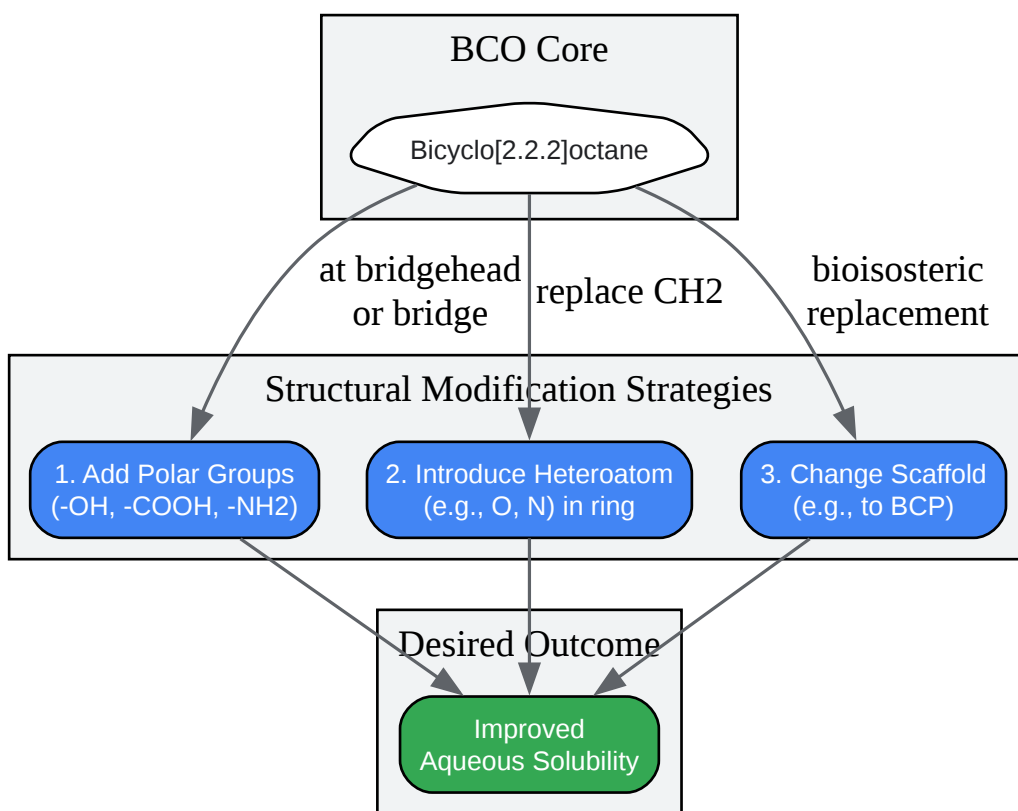 BCO Core
Bicyclo[2.2.2]octane
at bridgehead
or bridge
replace CH2
bioisosteric
replacement
Structural Modification Strategies
1. Add Polar Groups
(-OH, -COOH, -NH2)
2. Introduce Heteroatom
(e.g., O, N) in ring
3. Change Scaffold
(e.g., to BCP)
Desired Outcome
Improved
Aqueous Solubility